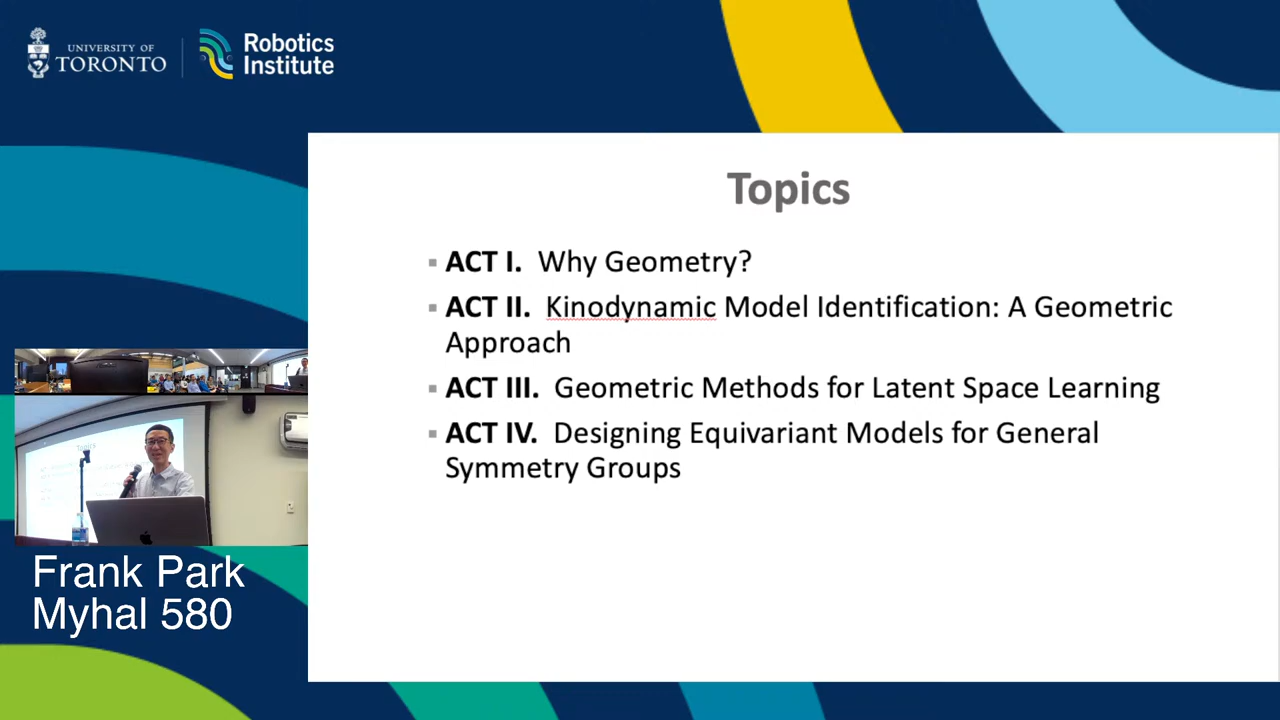 UNIVERSITY OF
TORONTO
Robotics
Institute
Topics
ACT I. Why Geometry?
ACT II. Kinodynamic Model Identification: A Geometric
Approach
ACT III. Geometric Methods for Latent Space Learning
ACT IV. Designing Equivariant Models for General
Symmetry Groups
Topics
Frank Park
Myhal 580